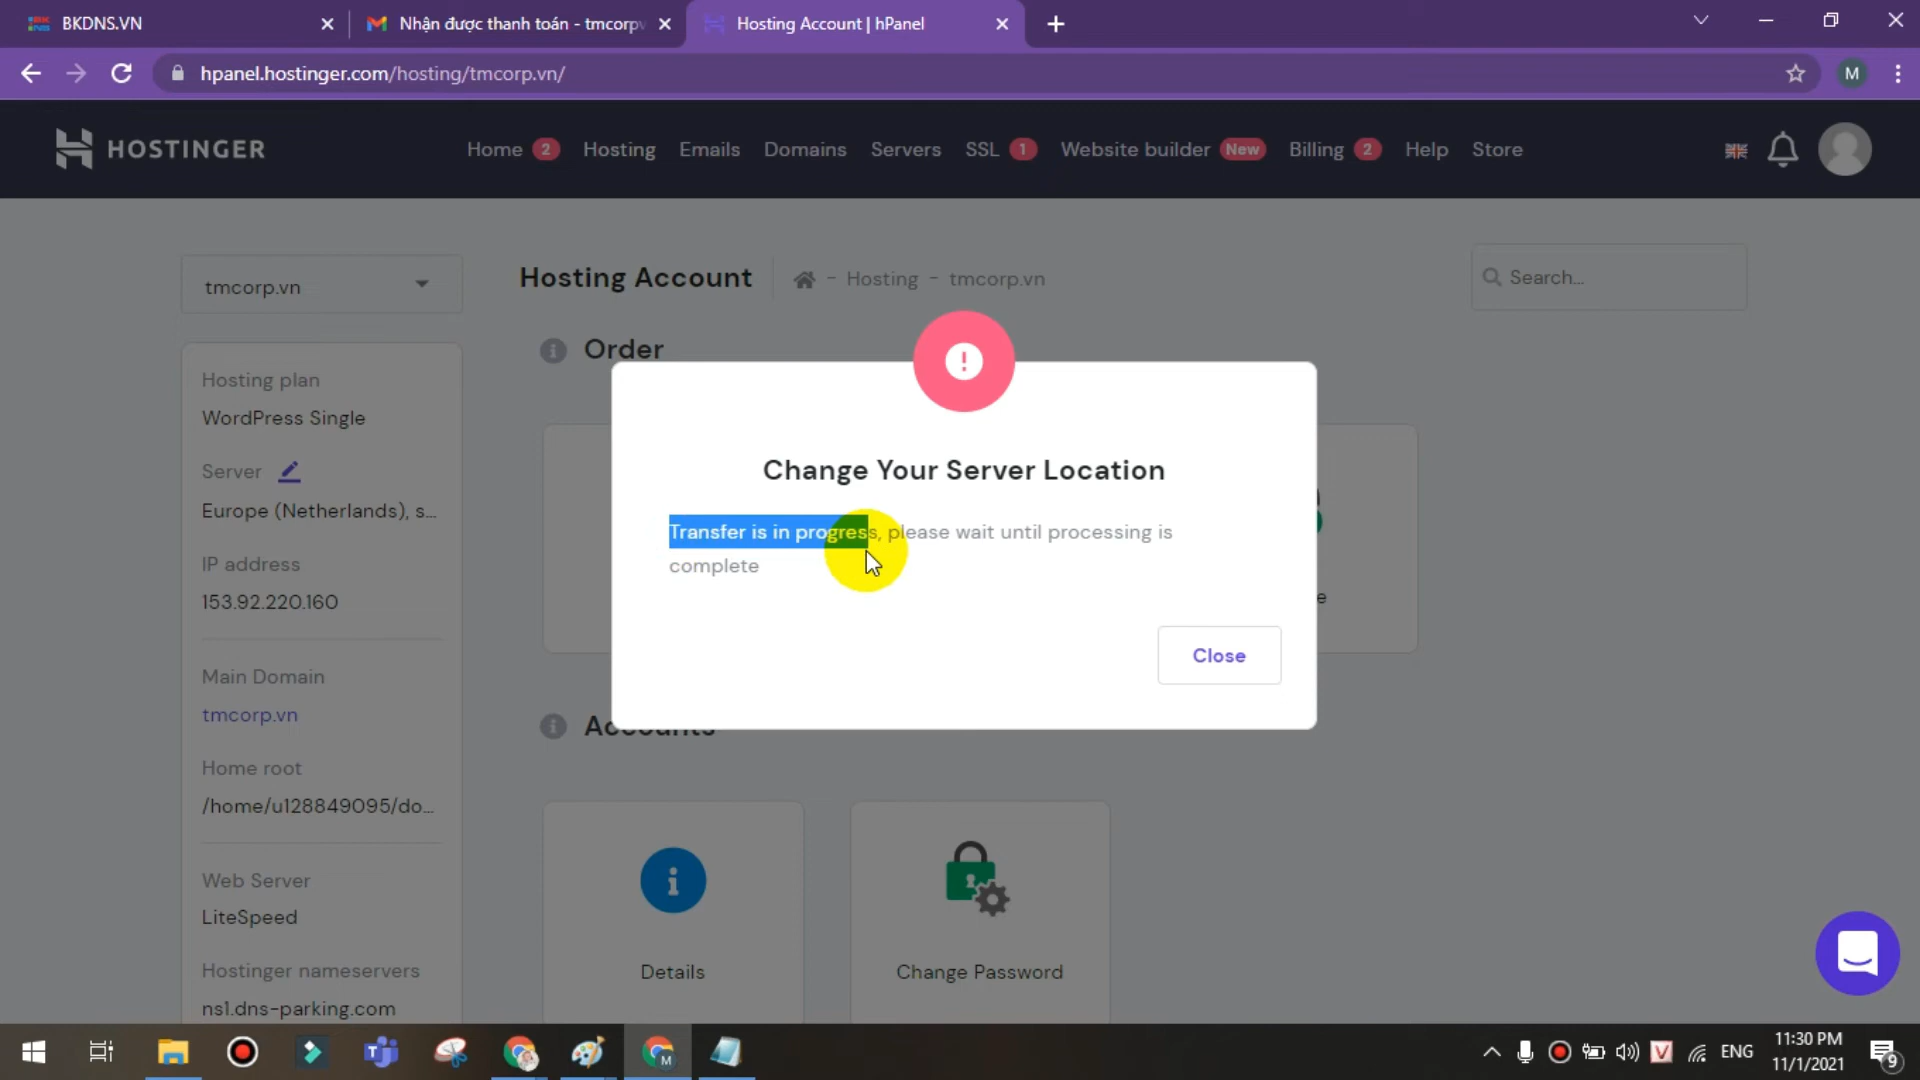 BKDNS.VN
Nhận được thanh toán - tmcorpv
Hosting Account | hPanel
hpanel.hostinger.com/hosting/tmcorp.vn/
M
HOSTINGER
Home 2
Hosting
Emails
Domains
Servers
SSL 1
Website builder New
Billing 2
Help
Store
tmcorp.vn
Hosting Account
- Hosting - tmcorp.vn
Search...
Order
Hosting plan
WordPress Single
Server
Europe (Netherlands), s...
IP address
153.92.220.160
Main Domain
tmcorp.vn
Home root
/home/u128849095/do...
Web Server
LiteSpeed
Hostinger nameservers
ns1.dns-parking.com
Change Your Server Location
Transfer is in progress, please wait until processing is
complete
Close
Accounts
Details
Change Password
ENG
11:30 PM
11/1/2021
9